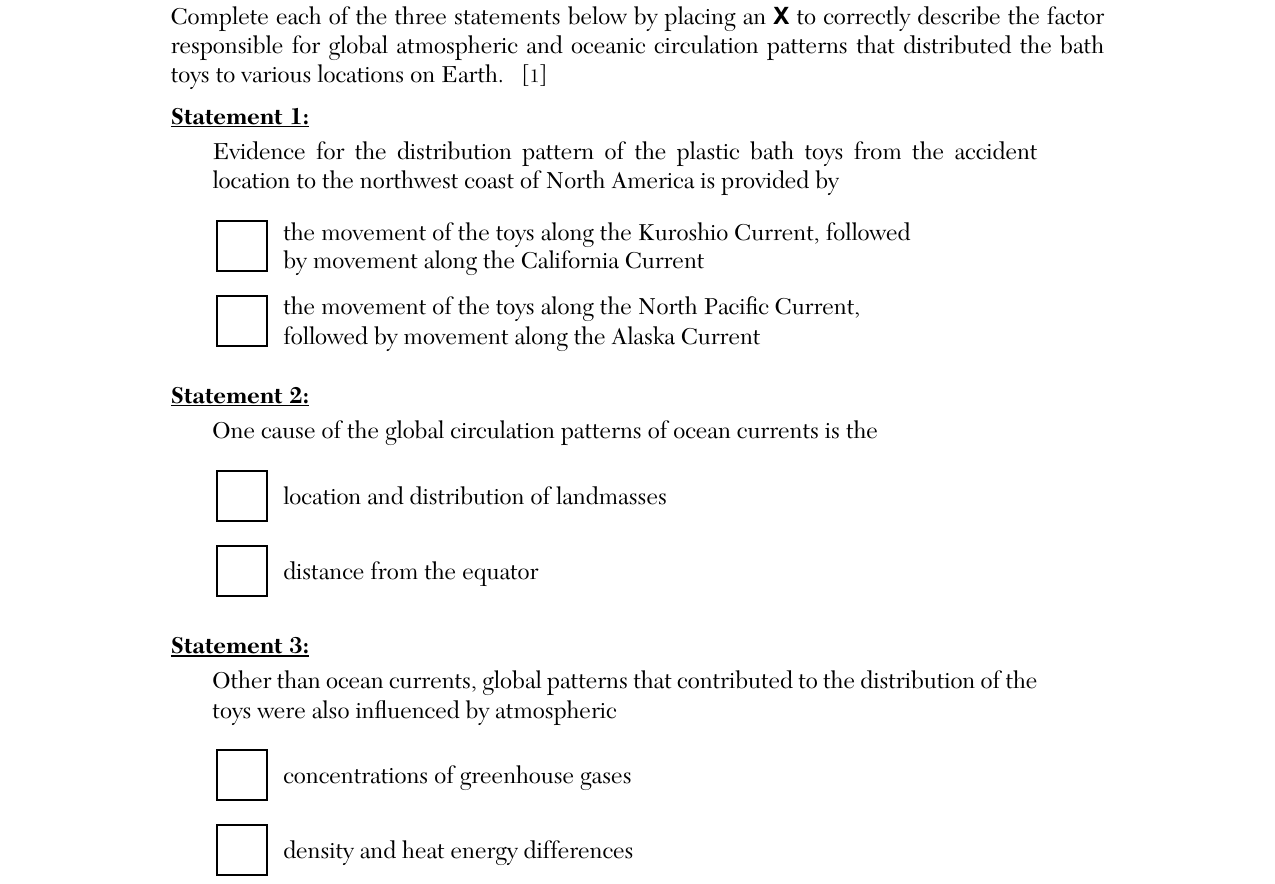 Complete each of the three statements below by placing an X to correctly describe the factor
responsible for global atmospheric and oceanic circulation patterns that distributed the bath
toys to various locations on Earth. [1]
Statement 1:
Evidence for the distribution pattern of the plastic bath toys from the accident
location to the northwest coast of North America is provided by
the movement of the toys along the Kuroshio Current, followed
by movement along the California Current
the movement of the toys along the North Pacific Current,
followed by movement along the Alaska Current
Statement 2:
One cause of the global circulation patterns of ocean currents is the
location and distribution of landmasses
distance from the equator
Statement 3:
Other than ocean currents, global patterns that contributed to the distribution of the
toys were also influenced by atmospheric
concentrations of greenhouse gases
density and heat energy differences